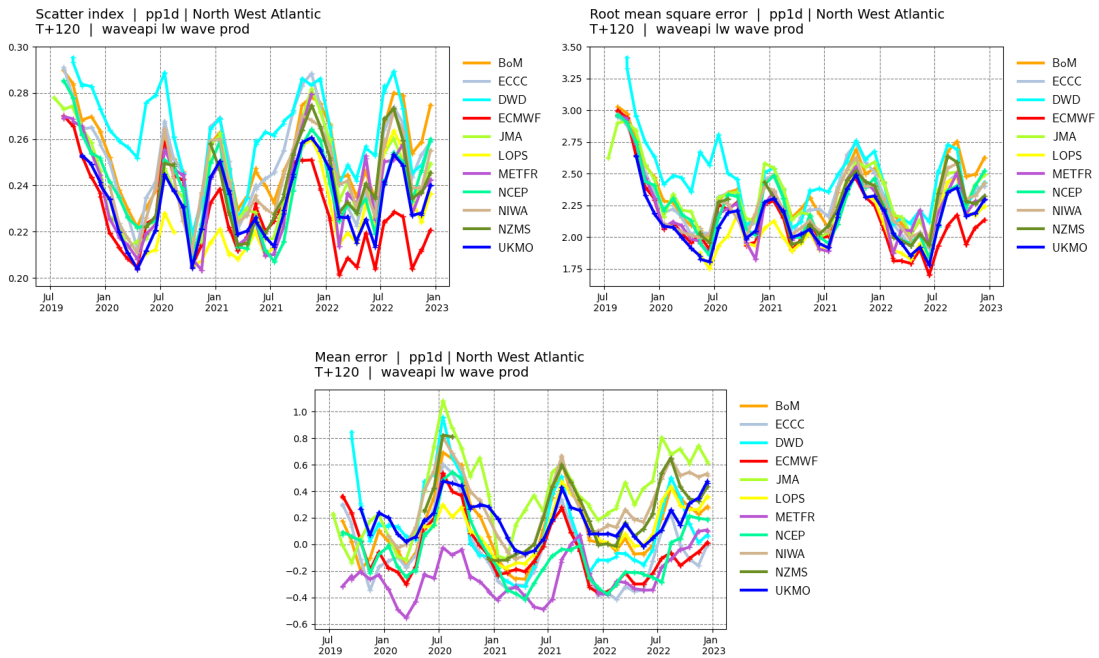 Scatter index | pp1d | North West Atlantic
T+120 | waveapi lw wave prod
0.30
0.28
0.26
0.24
0.22
0.20
Jul 2019
Jan 2020
Jul 2020
Jan 2021
Jul 2021
Jan 2022
Jul 2022
Jan 2023
BoM
ECCC
DWD
ECMWF
JMA
LOPS
METFR
NCEP
NIWA
NZMS
UKMO
Root mean square error | pp1d | North West Atlantic
T+120 | waveapi lw wave prod
3.50
3.25
3.00
2.75
2.50
2.25
2.00
1.75
Jul 2019
Jan 2020
Jul 2020
Jan 2021
Jul 2021
Jan 2022
Jul 2022
Jan 2023
BoM
ECCC
DWD
ECMWF
JMA
LOPS
METFR
NCEP
NIWA
NZMS
UKMO
Mean error | pp1d | North West Atlantic
T+120 | waveapi lw wave prod
1.0
0.8
0.6
0.4
0.2
0.0
−0.2
−0.4
−0.6
Jul 2019
Jan 2020
Jul 2020
Jan 2021
Jul 2021
Jan 2022
Jul 2022
Jan 2023
BoM
ECCC
DWD
ECMWF
JMA
LOPS
METFR
NCEP
NIWA
NZMS
UKMO